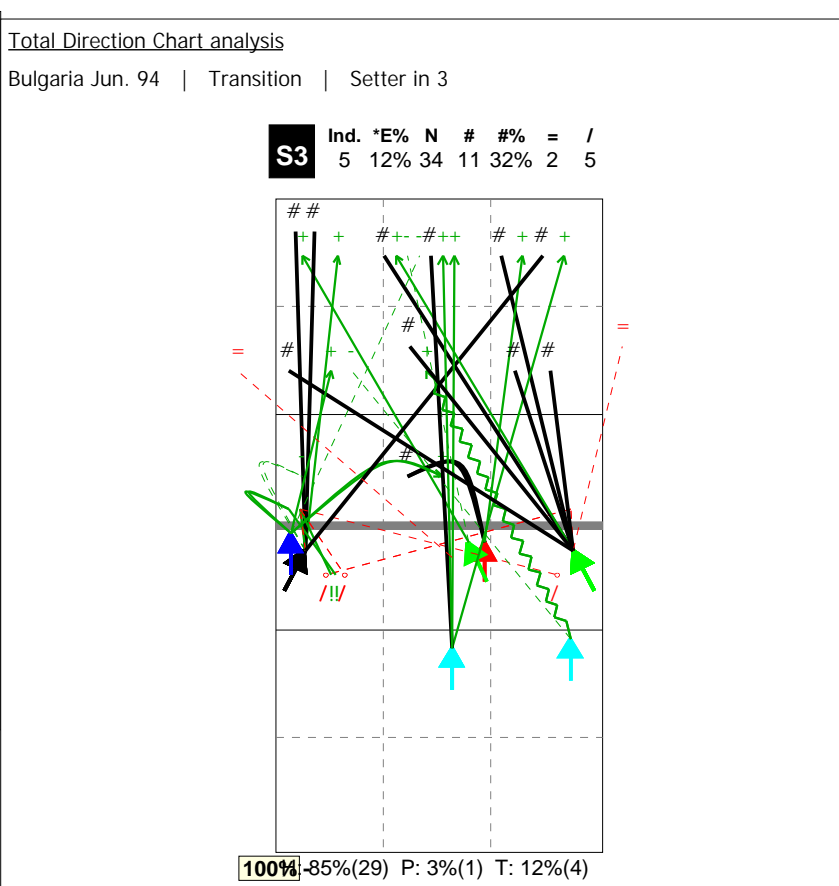 Total Direction Chart analysis
Bulgaria Jun. 94 | Transition | Setter in 3
S3
Ind. *E% N # #% = /
5 12% 34 11 32% 2 5
# #
+ + # + - - # + + # + # +
#
=
= # + - + # #
#
/ !! / /
100% -
: 85%(29) P: 3%(1) T: 12%(4)